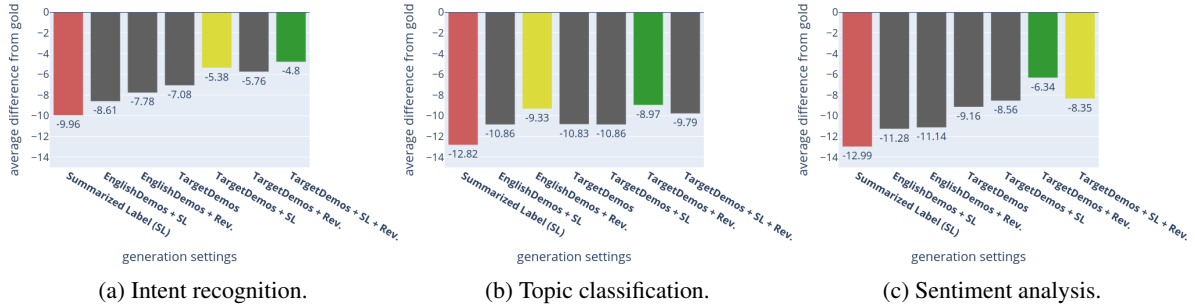 average difference from gold
0
−2
−4
−6
−8
−10
−12
−14
-9.96
-8.61
-7.78
-7.08
-5.38
-5.76
-4.8
Summarized Label (SL)
EnglishDemos + SL
EnglishDemos + Rev.
TargetDemos
TargetDemos + SL
TargetDemos + Rev.
TargetDemos + SL + Rev.
generation settings
(a) Intent recognition.
average difference from gold
0
−2
−4
−6
−8
−10
−12
−14
-12.82
-10.86
-9.33
-10.83
-10.86
-8.97
-9.79
Summarized Label (SL)
EnglishDemos + SL
EnglishDemos + Rev.
TargetDemos
TargetDemos + SL
TargetDemos + Rev.
TargetDemos + SL + Rev.
generation settings
(b) Topic classification.
average difference from gold
0
−2
−4
−6
−8
−10
−12
−14
-12.99
-11.28
-11.14
-9.16
-8.56
-6.34
-8.35
Summarized Label (SL)
EnglishDemos + SL
EnglishDemos + Rev.
TargetDemos
TargetDemos + SL
TargetDemos + Rev.
TargetDemos + SL + Rev.
generation settings
(c) Sentiment analysis.